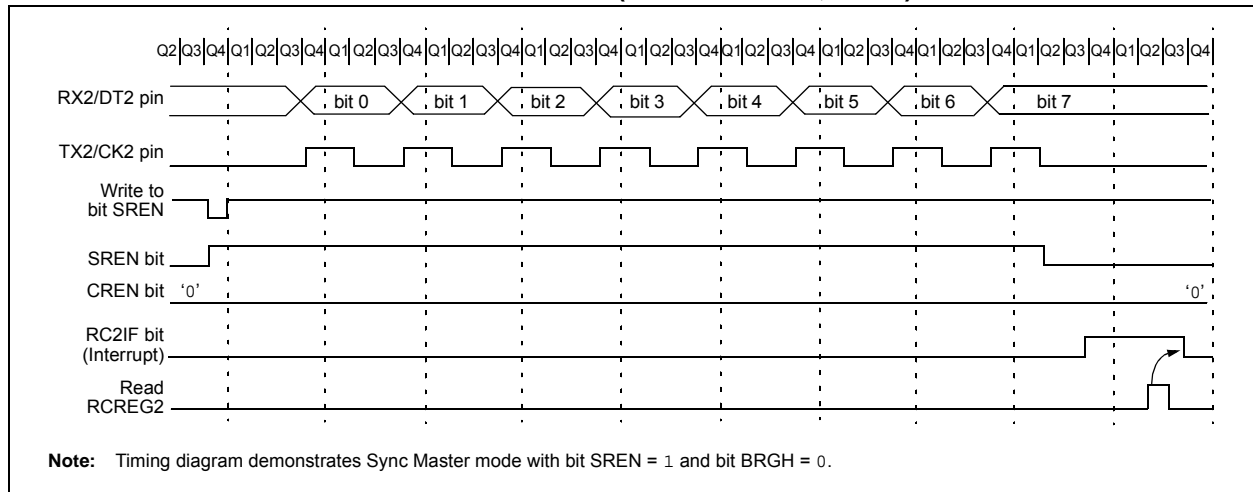 Q2 Q3 Q4 Q1 Q2 Q3 Q4 Q1 Q2 Q3 Q4 Q1 Q2 Q3 Q4 Q1 Q2 Q3 Q4 Q1 Q2 Q3 Q4 Q1 Q2 Q3 Q4 Q1 Q2 Q3 Q4 Q1 Q2 Q3 Q4 Q1 Q2 Q3 Q4 Q1 Q2 Q3 Q4
RX2/DT2 pin bit 0 bit 1 bit 2 bit 3 bit 4 bit 5 bit 6 bit 7
TX2/CK2 pin
Write to
bit SREN
SREN bit
CREN bit '0' '0'
RC2IF bit
(Interrupt)
Read
RCREG2
Note: Timing diagram demonstrates Sync Master mode with bit SREN = 1 and bit BRGH = 0.